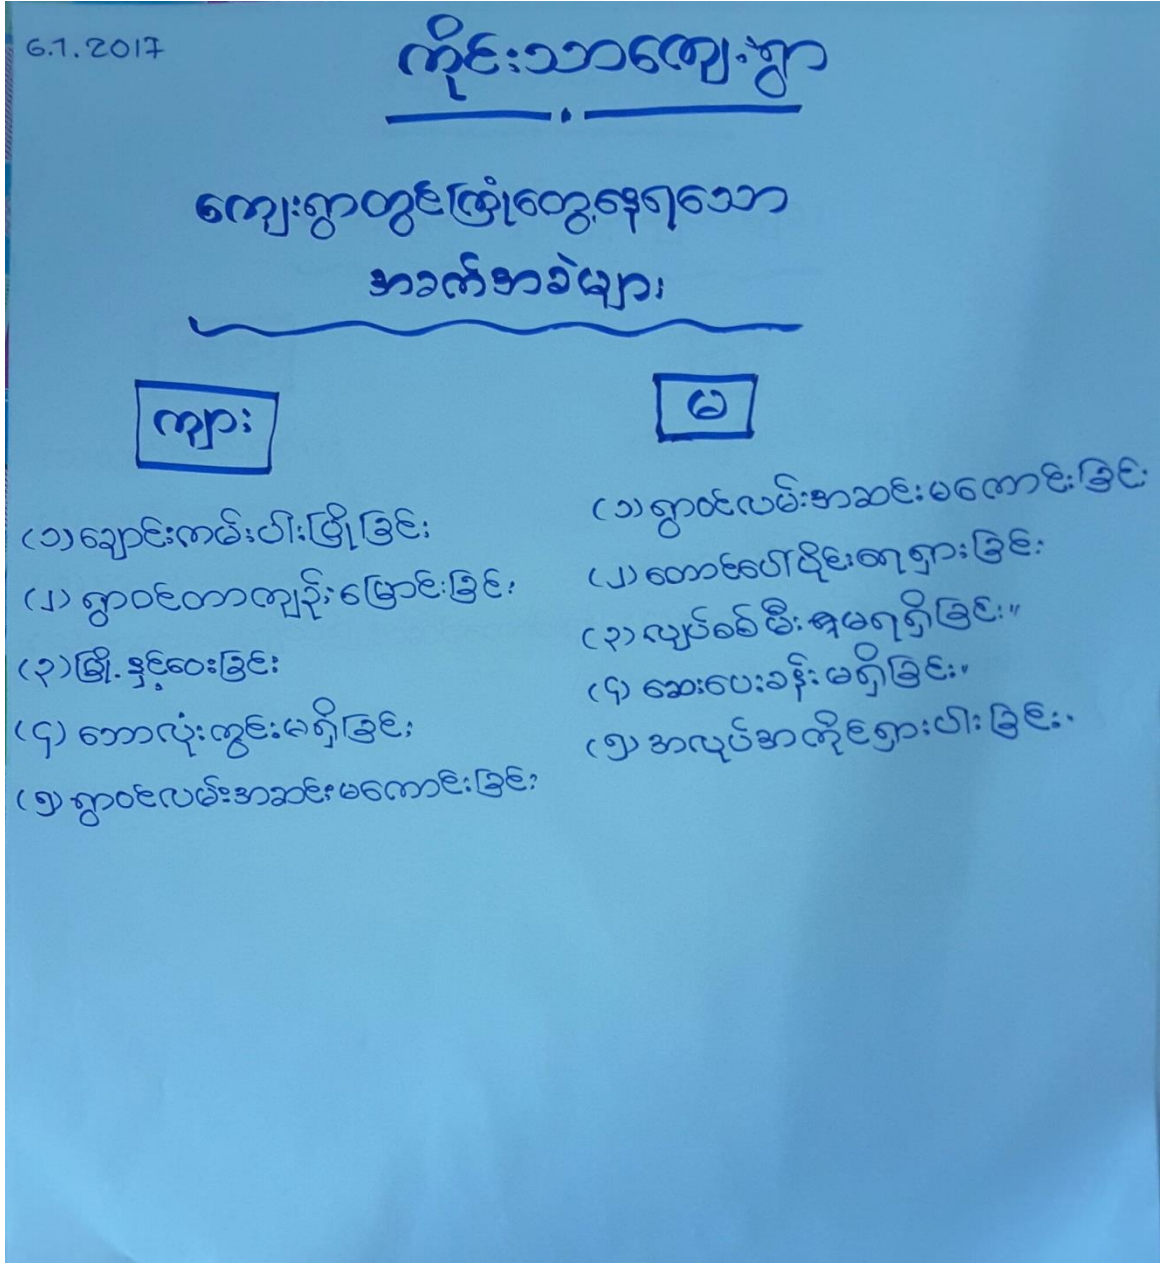 6.1.2017
ကိုင်းသာကျေးရွာ
ကျေးရွာတွင်ကြုံတွေ့နေရသော
အခက်အခဲများ
ကျား
(၁) ချောင်းကမ်းပါးပြိုခြင်း
(၂) ရွာဝင်တာကျဉ်းမြောင်းခြင်း
(၃) မြို့နှင့်ဝေးခြင်း
(၄) ဘောလုံးကွင်းမရှိခြင်း
(၅) ရွာဝင်လမ်းအဆင်းမကောင်းခြင်း
မ
(၁) ရွာဝင်လမ်းအဆင်းမကောင်းခြင်း
(၂) တောင်ပေါ်ပိုင်းရေရှားခြင်း
(၃) လျှပ်စစ်မီးမရရှိခြင်း။
(၄) ဆေးပေးခန်းမရှိခြင်း
(၅) အလုပ်အကိုင်ရှားပါးခြင်း